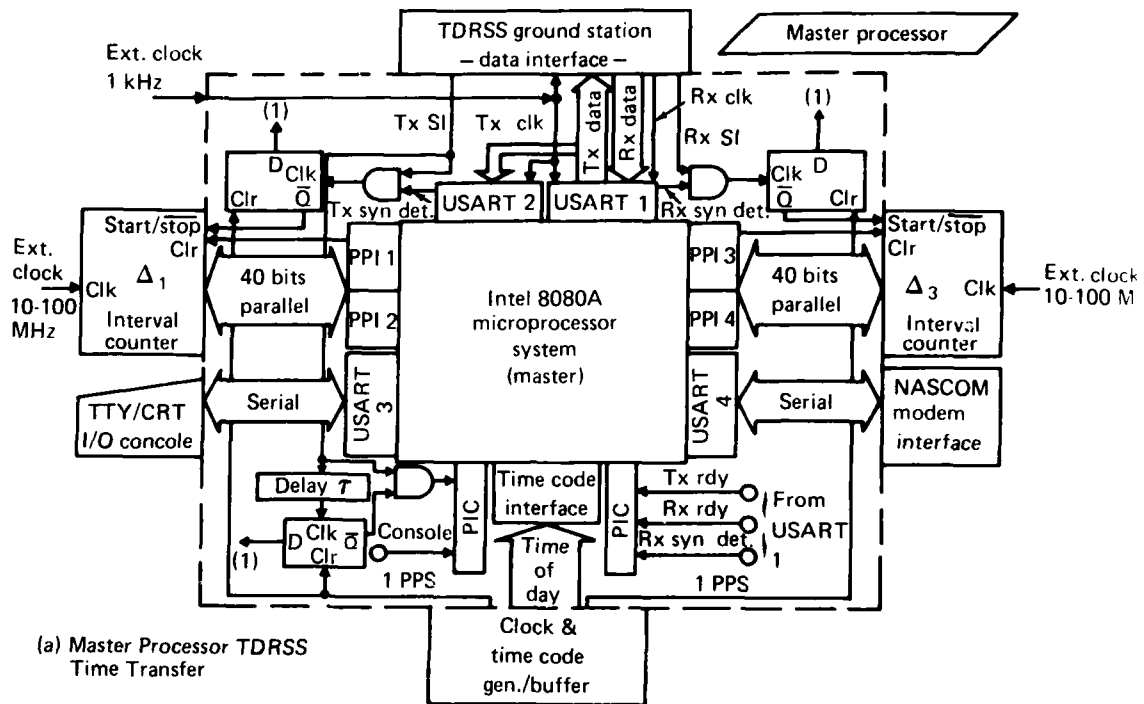 TDRSS ground station
– data interface –
Master processor
Ext. clock
1 kHz
(1)
Tx SI
Tx clk
Tx data
Rx data
Rx clk
Rx SI
(1)
D
Clk
Q̅
Clr
Tx syn det.
USART 2
USART 1
Rx syn det.
Clk
D
Q̅
Clr
Start/s̅t̅o̅p̅
Clr
Ext.
clock
10-100
MHz
Clk
Δ1
Interval
counter
40 bits
parallel
PPI 1
PPI 2
Intel 8080A
microprocessor
system
(master)
PPI 3
PPI 4
40 bits
parallel
Start/s̅t̅o̅p̅
Clr
Δ3
Clk
Interval
counter
Ext. clock
10-100 M
TTY/CRT
I/O concole
Serial
USART 3
USART 4
Serial
NASCOM
modem
interface
Delay τ
D
Clk
Q̅
Clr
(1)
Console
PIC
Time code
interface
PIC
Tx rdy
Rx rdy
Rx syn det.
From
USART
1
1 PPS
Time
of
day
1 PPS
Clock &
time code
gen./buffer
(a) Master Processor TDRSS
Time Transfer